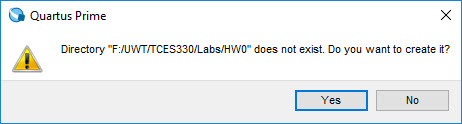 Quartus Prime
Directory "F:/UWT/TCES330/Labs/HW0" does not exist. Do you want to create it?
Yes
No